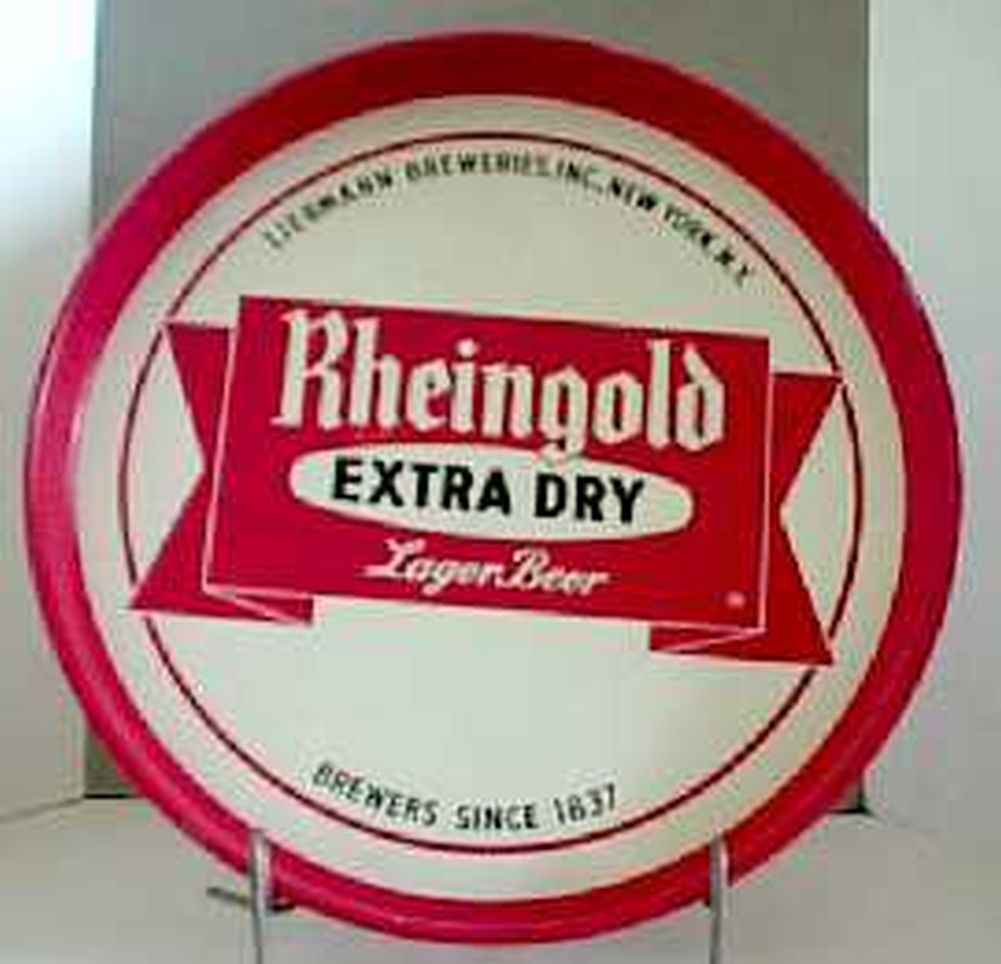 LIEBMANN BREWERIES, INC., NEW YORK, N.Y.
Rheingold
EXTRA DRY
Lager Beer
BREWERS SINCE 1837